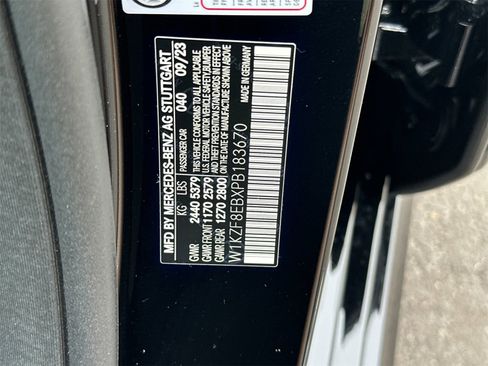 MFD BY MERCEDES-BENZ AG STUTTGART
PASSENGER CAR 040 09/23
KG LBS
GVWR 2440 5379
GAWR FRONT 1170 2579
GAWR REAR 1270 2800
THIS VEHICLE CONFORMS TO ALL APPLICABLE
U.S. FEDERAL MOTOR VEHICLE SAFETY, BUMPER
AND THEFT PREVENTION STANDARDS IN EFFECT
ON THE DATE OF MANUFACTURE SHOWN ABOVE
W1KZF8EBXPB183670
MADE IN GERMANY